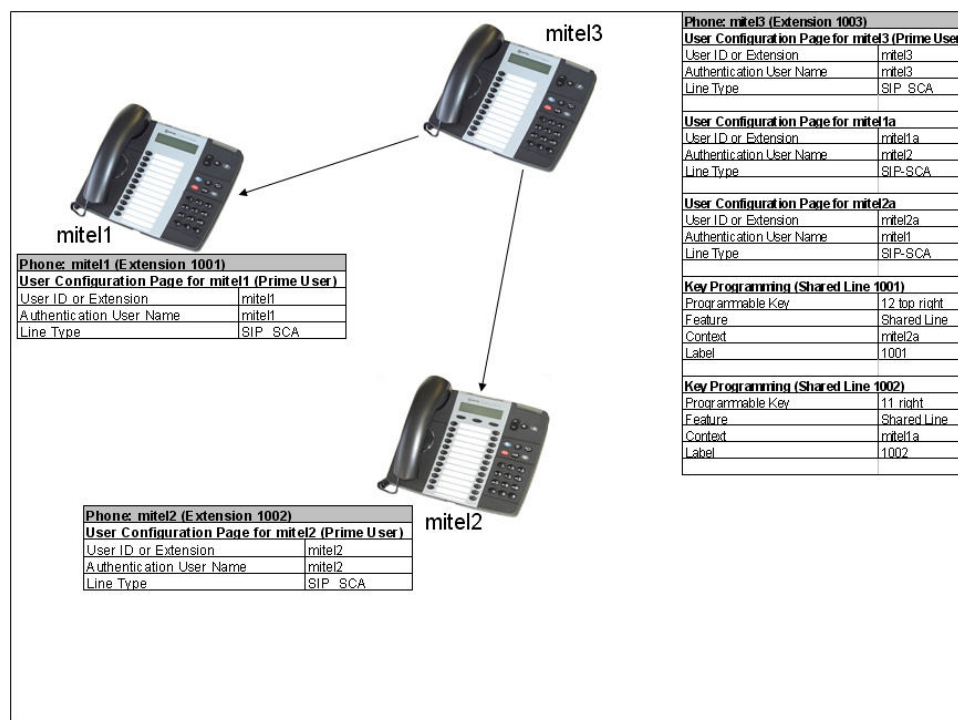 mitel3
mitel1
Phone: mitel1 (Extension 1001)
User Configuration Page for mitel1 (Prime User)
User ID or Extension mitel1
Authentication User Name mitel1
Line Type SIP SCA
mitel2
Phone: mitel2 (Extension 1002)
User Configuration Page for mitel2 (Prime User)
User ID or Extension mitel2
Authentication User Name mitel2
Line Type SIP SCA
Phone: mitel3 (Extension 1003)
User Configuration Page for mitel3 (Prime User
User ID or Extension mitel3
Authentication User Name mitel3
Line Type SIP SCA
User Configuration Page for mitel1a
User ID or Extension mitel1a
Authentication User Name mitel2
Line Type SIP-SCA
User Configuration Page for mitel2a
User ID or Extension mitel2a
Authentication User Name mitel1
Line Type SIP-SCA
Key Programming (Shared Line 1001)
Programmable Key 12 top right
Feature Shared Line
Context mitel2a
Label 1001
Key Programming (Shared Line 1002)
Programmable Key 11 right
Feature Shared Line
Context mitel1a
Label 1002